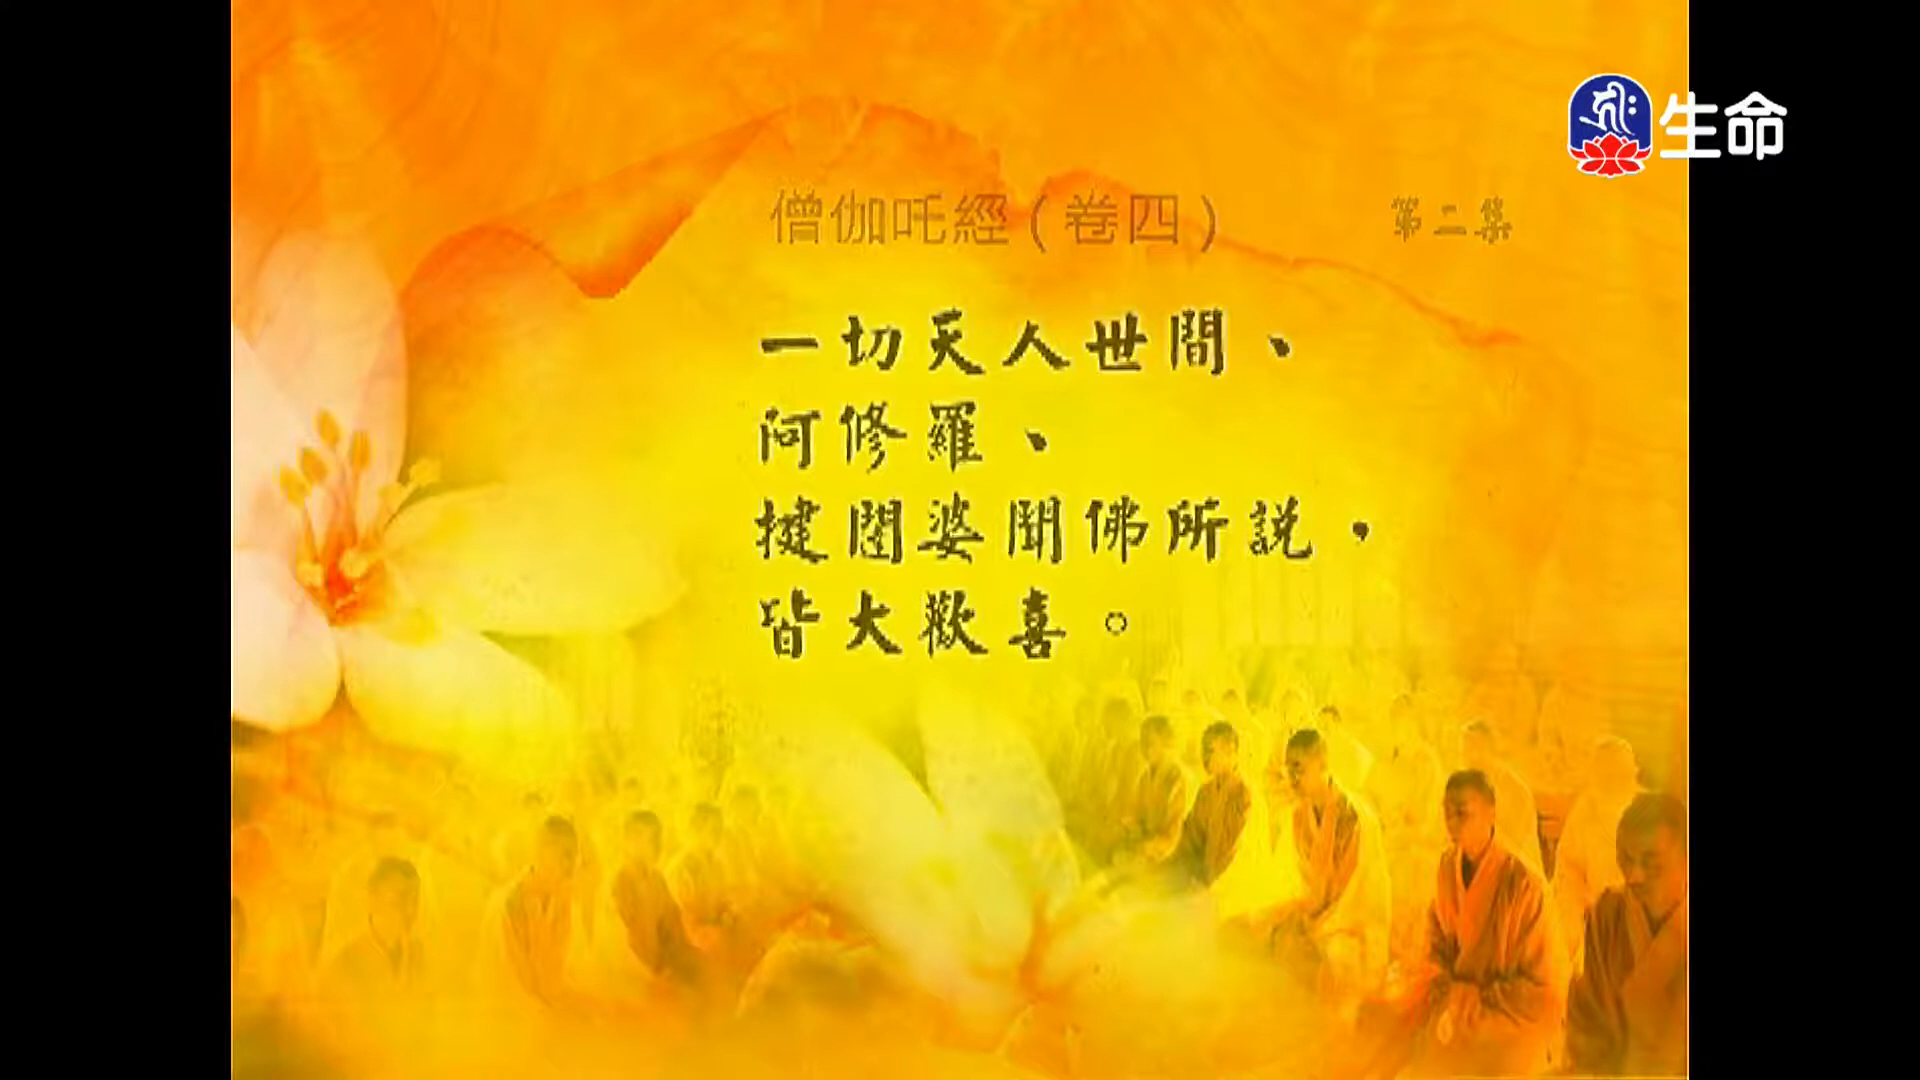 生命
僧伽吒經（卷四） 第二集
一切天人世間、
阿修羅、
揵闥婆聞佛所說，
皆大歡喜。